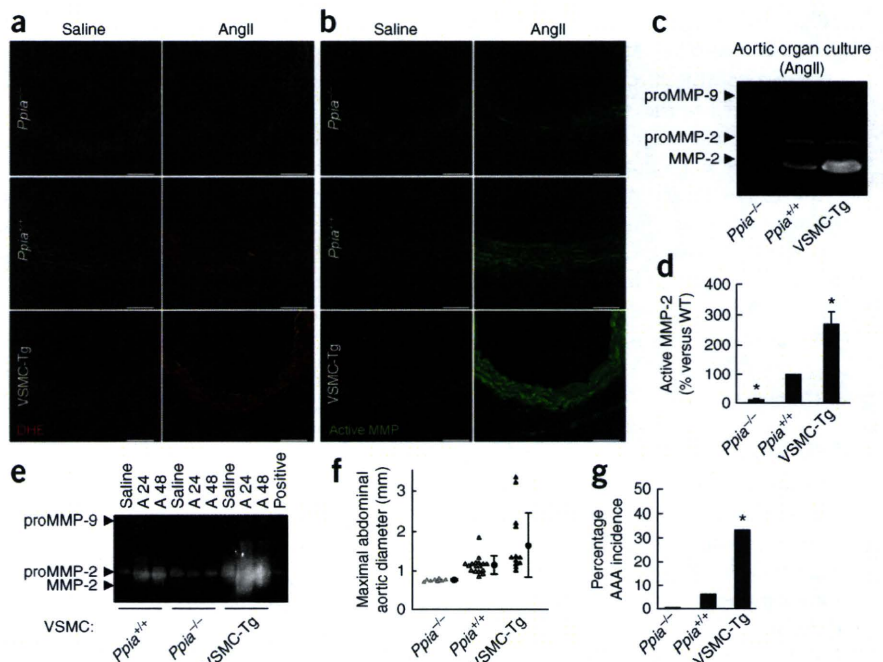 a
Saline AngII
Ppia−/−
Ppia+/+
VSMC-Tg
DHE
b
Saline AngII
Ppia−/−
Ppia+/+
VSMC-Tg
Active MMP
c
Aortic organ culture
(AngII)
proMMP-9
proMMP-2
MMP-2
Ppia−/− Ppia+/+ VSMC-Tg
d
Active MMP-2
(% versus WT)
400
300
200
100
0
*
*
Ppia−/− Ppia+/+ VSMC-Tg
e
Saline A 24 A 48 Saline A 24 A 48 Saline A 24 A 48 Positive
proMMP-9
proMMP-2
MMP-2
VSMC:
Ppia+/+ Ppia−/− VSMC-Tg
f
Maximal abdominal
aortic diameter (mm)
3
2
1
0
Ppia−/− Ppia+/+ VSMC-Tg
g
Percentage
AAA incidence
50
40
30
20
10
0
*
Ppia−/− Ppia+/+ VSMC-Tg